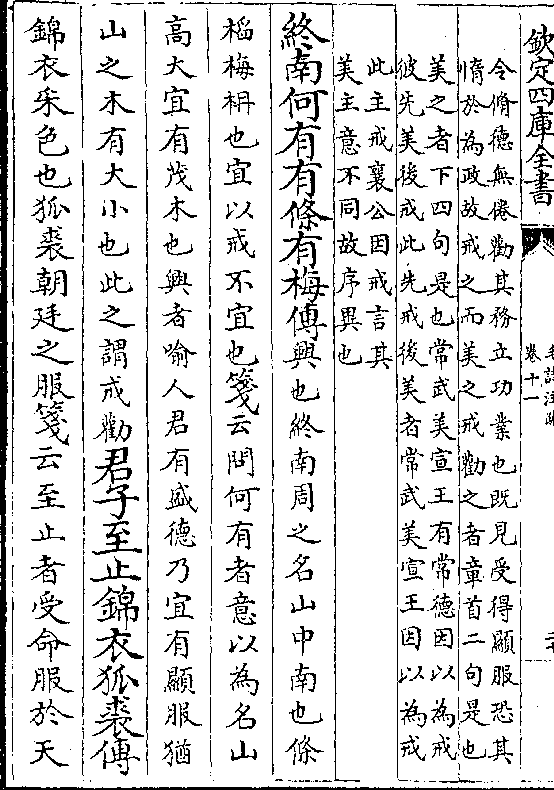 欽定四庫全書
毛詩注疏
卷十一
令脩德無倦勸其務立功業也既見受得顯服恐其
惰於為政故戒之而美之戒勸之者章首二句是也
美之者下四句是也常武美宣王有常德因以為戒
彼先美後戒此先戒後美者常武美宣王因以為戒
此主戒襄公因戒言其
美主意不同故序異也
終南何有有條有梅傳興也終南周之名山中南也條
槄梅枏也宜以戒不宜也箋云問何有者意以為名山
高大宜有茂木也興者喻人君有盛德乃宜有顯服猶
山之木有大小也此之謂戒勸君子至止錦衣狐裘傳
錦衣采色也狐裘朝廷之服箋云至止者受命服於天